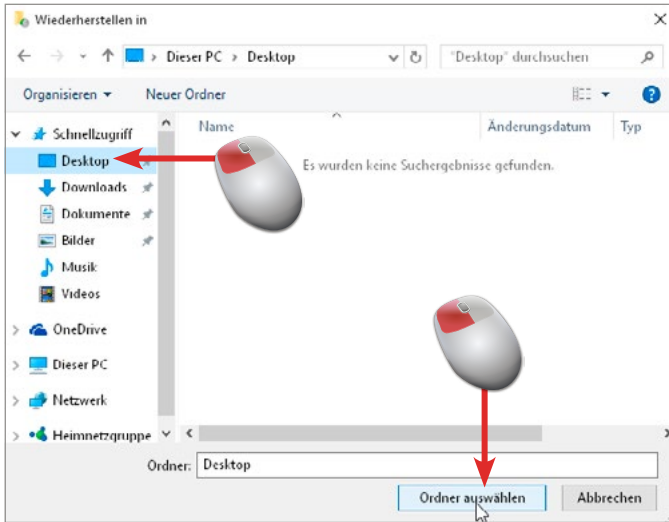 Wiederherstellen in
Dieser PC > Desktop
"Desktop" durchsuchen
Organisieren
Neuer Ordner
Name
Änderungsdatum
Typ
Es wurden keine Suchergebnisse gefunden.
Schnellzugriff
Desktop
Downloads
Dokumente
Bilder
Musik
Videos
OneDrive
Dieser PC
Netzwerk
Heimnetzgruppe
Ordner: Desktop
Ordner auswählen
Abbrechen